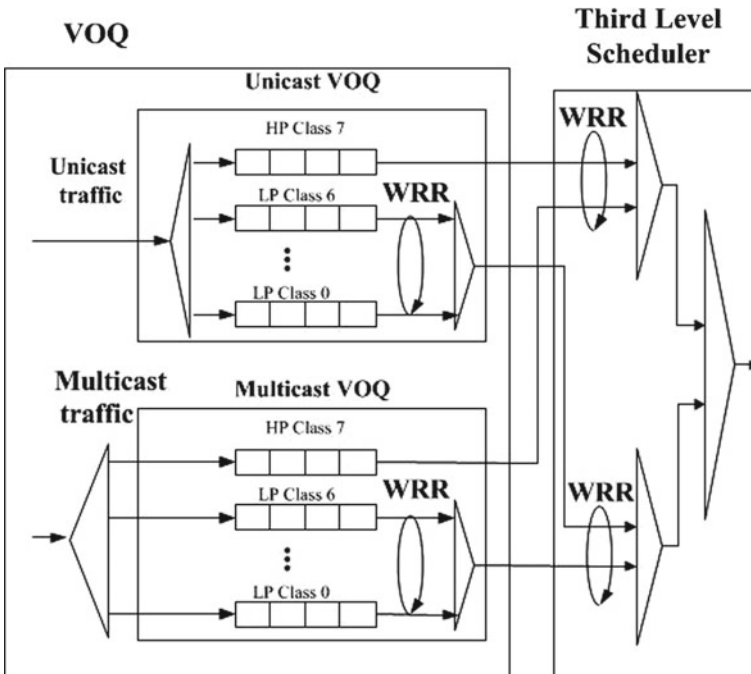 VOQ
Third Level
Scheduler
Unicast VOQ
WRR
HP Class 7
Unicast
traffic
LP Class 6
WRR
LP Class 0
Multicast
traffic
Multicast VOQ
HP Class 7
LP Class 6
WRR
WRR
LP Class 0